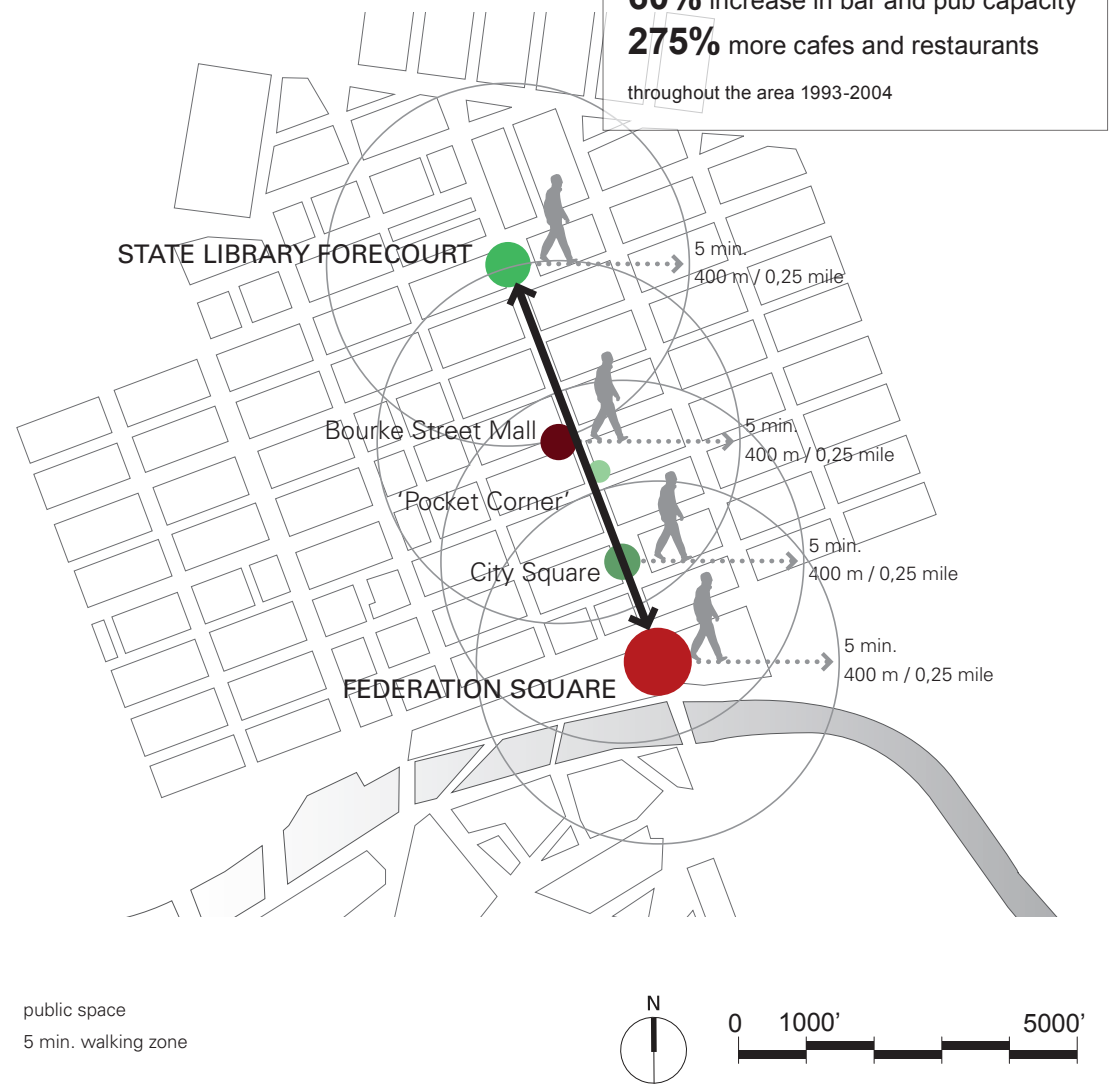 60% increase in bar and pub capacity
275% more cafes and restaurants
throughout the area 1993-2004
STATE LIBRARY FORECOURT
5 min.
400 m / 0,25 mile
Bourke Street Mall
5 min.
400 m / 0,25 mile
'Pocket Corner'
City Square
5 min.
400 m / 0,25 mile
FEDERATION SQUARE
5 min.
400 m / 0,25 mile
public space
5 min. walking zone
N
0 1000' 5000'